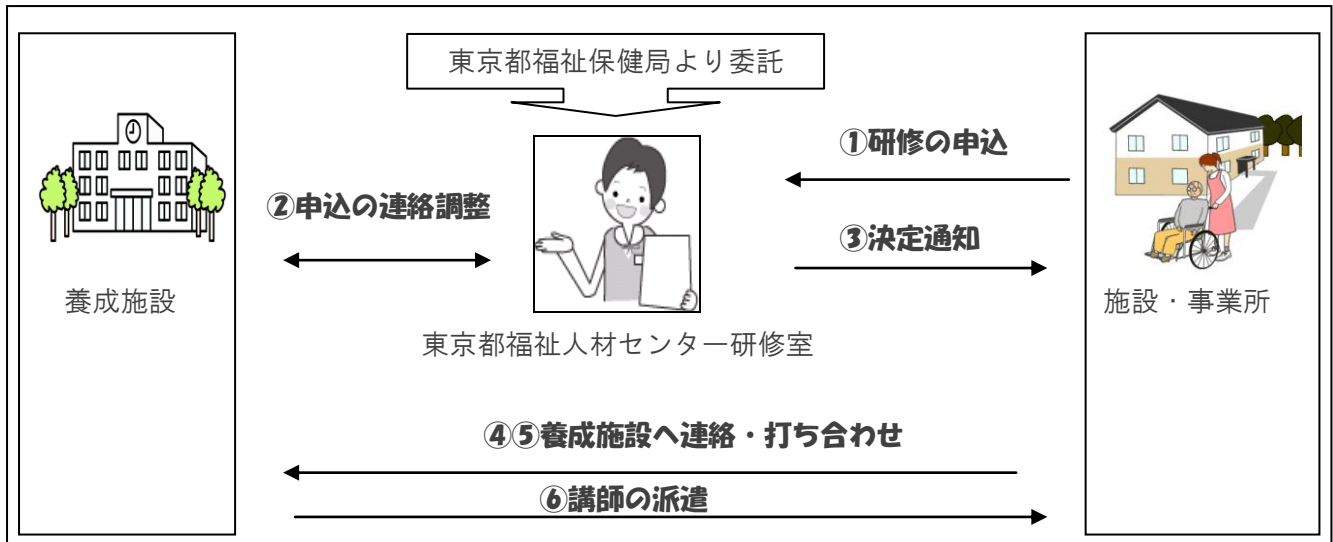 東京都福祉保健局より委託
①研修の申込
②申込の連絡調整
③決定通知
養成施設
施設・事業所
東京都福祉人材センター研修室
④⑤養成施設へ連絡・打ち合わせ
⑥講師の派遣